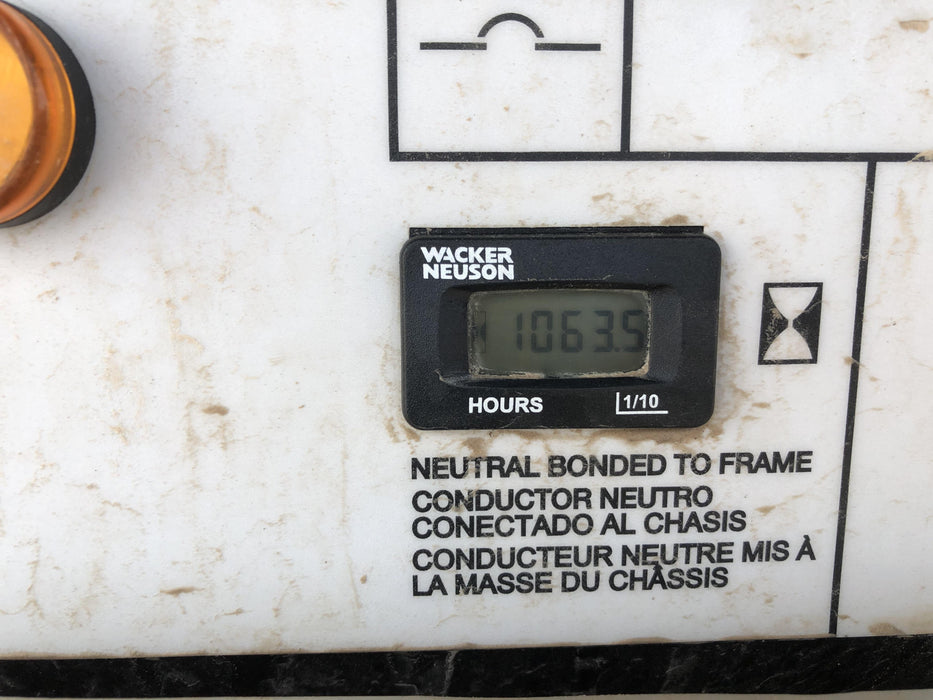 WACKER
NEUSON
1063.5
HOURS
1/10
NEUTRAL BONDED TO FRAME
CONDUCTOR NEUTRO
CONECTADO AL CHASIS
CONDUCTEUR NEUTRE MIS À
LA MASSE DU CHÂSSIS